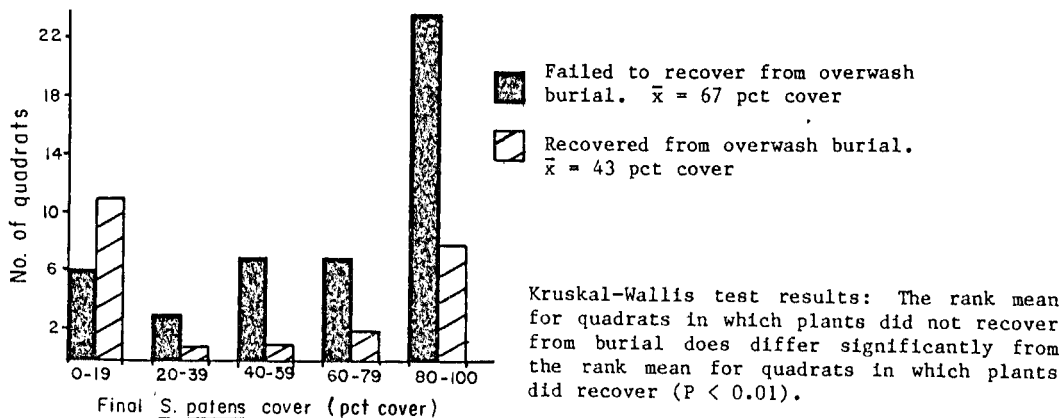 22
18
14
10
6
2
No. of quadrats
0-19 20-39 40-59 60-79 80-100
Final S. patens cover (pct cover)
Failed to recover from overwash
burial. x̄ = 67 pct cover
Recovered from overwash burial.
x̄ = 43 pct cover
Kruskal-Wallis test results: The rank mean
for quadrats in which plants did not recover
from burial does differ significantly from
the rank mean for quadrats in which plants
did recover (P < 0.01).